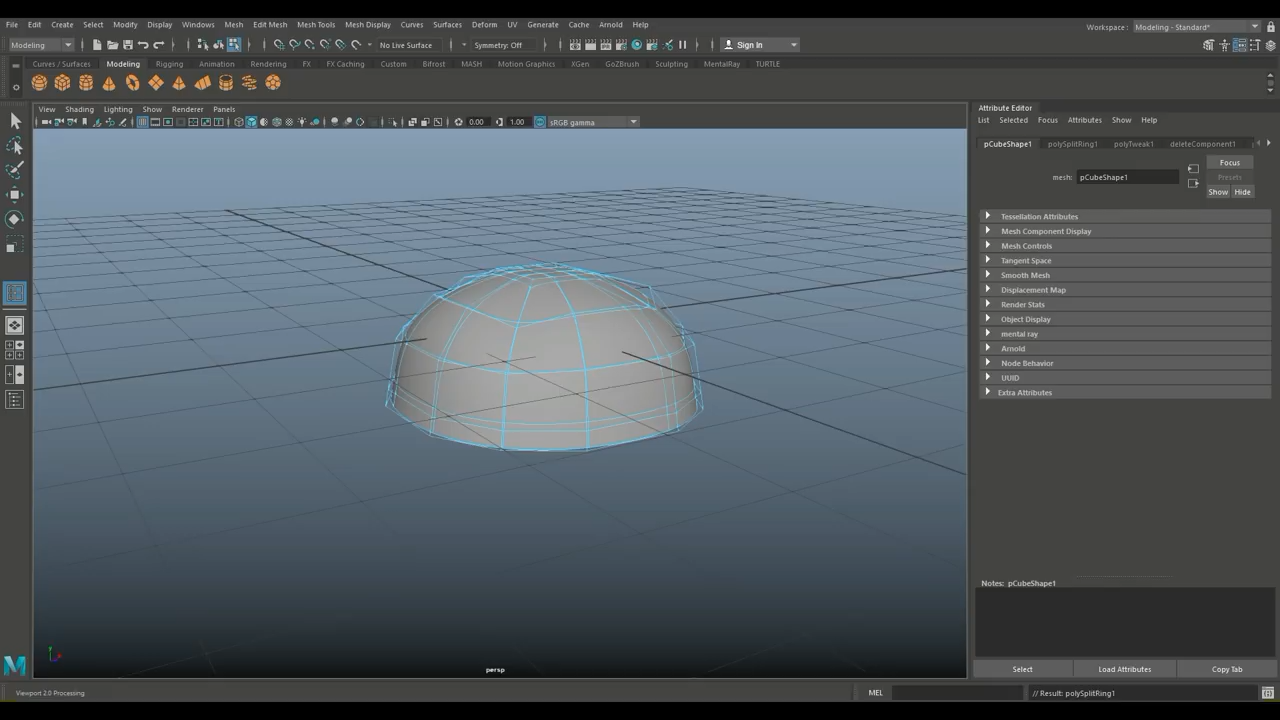 File Edit Create Select Modify Display Windows Mesh Edit Mesh Mesh Tools Mesh Display Curves Surfaces Deform UV Generate Cache Arnold Help
Workspace : Modeling - Standard*
Modeling No Live Surface Symmetry: Off Sign In
Curves / Surfaces Modeling Rigging Animation Rendering FX FX Caching Custom Bifrost MASH Motion Graphics XGen GoZBrush Sculpting MentalRay TURTLE
View Shading Lighting Show Renderer Panels
0.00 1.00 sRGB gamma
persp
Attribute Editor
List Selected Focus Attributes Show Help
pCubeShape1 polySplitRing1 polyTweak1 deleteComponent1
Focus
mesh: pCubeShape1
Presets
Show Hide
Tessellation Attributes
Mesh Component Display
Mesh Controls
Tangent Space
Smooth Mesh
Displacement Map
Render Stats
Object Display
mental ray
Arnold
Node Behavior
UUID
Extra Attributes
Notes: pCubeShape1
Select Load Attributes Copy Tab
Viewport 2.0 Processing
MEL
// Result: polySplitRing1